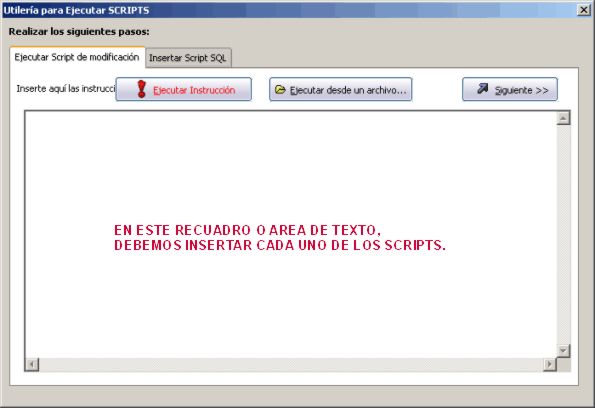 Utilería para Ejecutar SCRIPTS
Realizar los siguientes pasos:
Ejecutar Script de modificación
Insertar Script SQL
Inserte aquí las instrucci
Ejecutar Instrucción
Ejecutar desde un archivo...
Siguiente >>
EN ESTE RECUADRO O AREA DE TEXTO,
DEBEMOS INSERTAR CADA UNO DE LOS SCRIPTS.